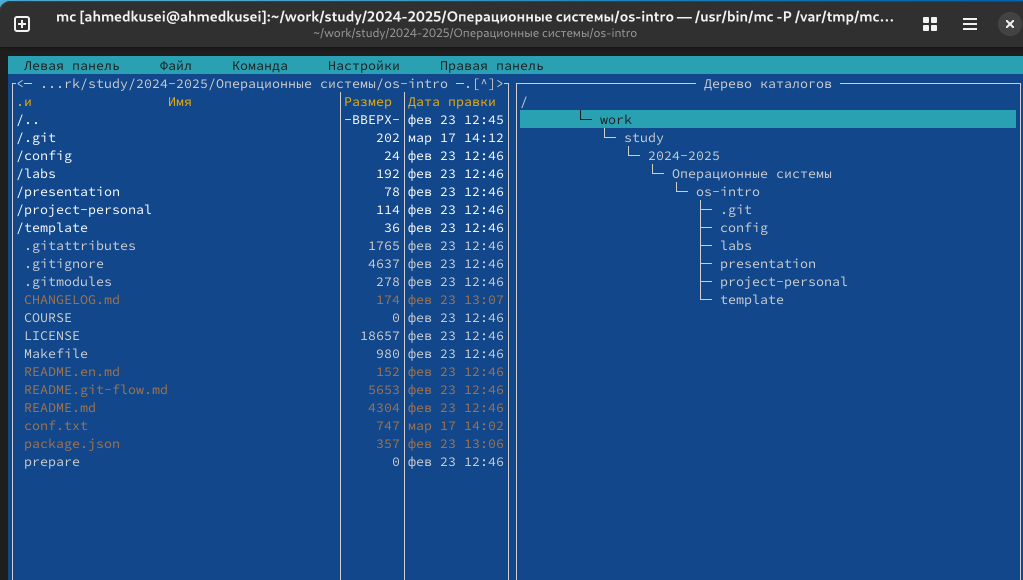 mc [ahmedkusei@ahmedkusei]:~/work/study/2024-2025/Операционные системы/os-intro — /usr/bin/mc -P /var/tmp/mc…
~/work/study/2024-2025/Операционные системы/os-intro
Левая панель Файл Команда Настройки Правая панель
<— ...rk/study/2024-2025/Операционные системы/os-intro —.[^]>
.и Имя Размер Дата правки
/.. -ВВЕРХ- фев 23 12:45
/.git 202 мар 17 14:12
/config 24 фев 23 12:46
/labs 192 фев 23 12:46
/presentation 78 фев 23 12:46
/project-personal 114 фев 23 12:46
/template 36 фев 23 12:46
.gitattributes 1765 фев 23 12:46
.gitignore 4637 фев 23 12:46
.gitmodules 278 фев 23 12:46
CHANGELOG.md 174 фев 23 13:07
COURSE 0 фев 23 12:46
LICENSE 18657 фев 23 12:46
Makefile 980 фев 23 12:46
README.en.md 152 фев 23 12:46
README.git-flow.md 5653 фев 23 12:46
README.md 4304 фев 23 12:46
conf.txt 747 мар 17 14:02
package.json 357 фев 23 13:06
prepare 0 фев 23 12:46
Дерево каталогов
/
work
study
2024-2025
Операционные системы
os-intro
.git
config
labs
presentation
project-personal
template